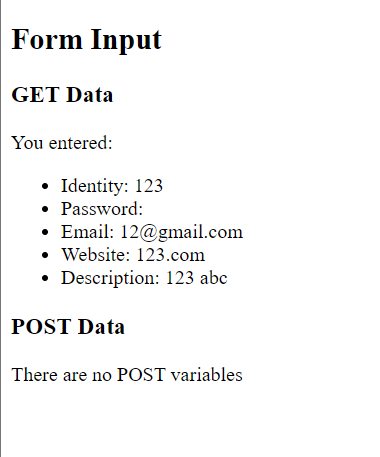 Form Input
GET Data
You entered:
Identity: 123
Password:
Email: 12@gmail.com
Website: 123.com
Description: 123 abc
POST Data
There are no POST variables